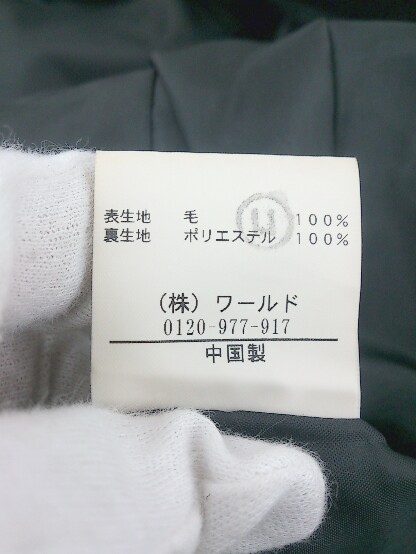 表生地 毛 100%
裏生地 ポリエステル 100%
(株) ワールド
0120-977-917
中国製